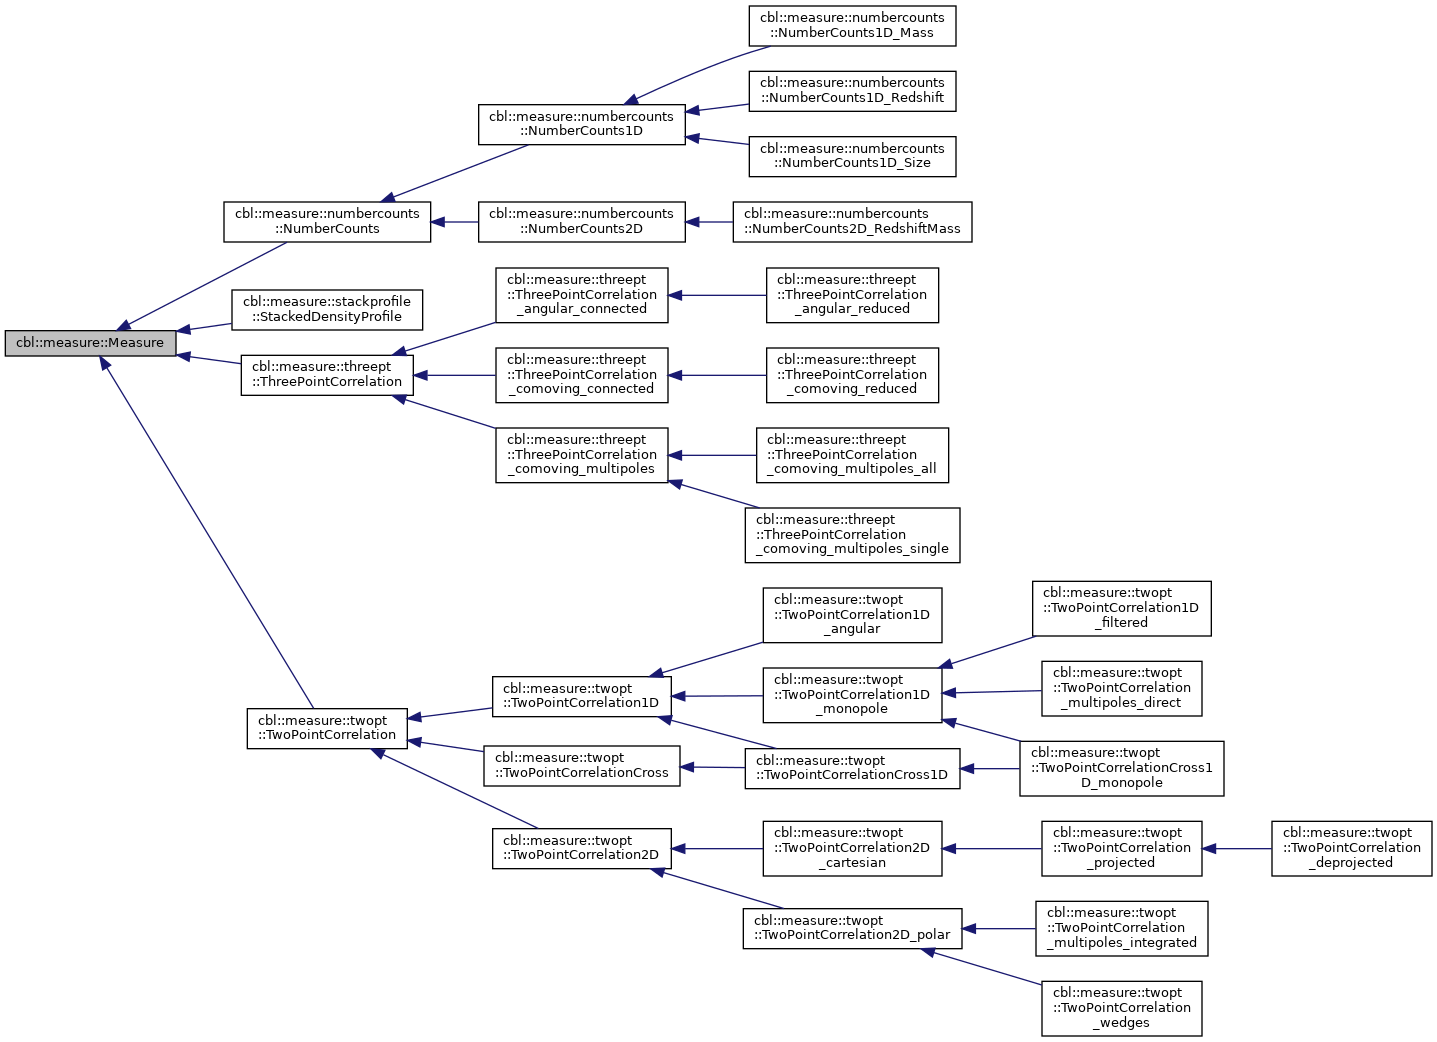 cbl::measure::numbercounts
::NumberCounts1D_Mass
cbl::measure::numbercounts
::NumberCounts1D_Redshift
cbl::measure::numbercounts
::NumberCounts1D
cbl::measure::numbercounts
::NumberCounts1D_Size
cbl::measure::numbercounts
::NumberCounts
cbl::measure::numbercounts
::NumberCounts2D
cbl::measure::numbercounts
::NumberCounts2D_RedshiftMass
cbl::measure::stackprofile
::StackedDensityProfile
cbl::measure::threept
::ThreePointCorrelation
_angular_connected
cbl::measure::threept
::ThreePointCorrelation
_angular_reduced
cbl::measure::Measure
cbl::measure::threept
::ThreePointCorrelation
cbl::measure::threept
::ThreePointCorrelation
_comoving_connected
cbl::measure::threept
::ThreePointCorrelation
_comoving_reduced
cbl::measure::threept
::ThreePointCorrelation
_comoving_multipoles
cbl::measure::threept
::ThreePointCorrelation
_comoving_multipoles_all
cbl::measure::threept
::ThreePointCorrelation
_comoving_multipoles_single
cbl::measure::twopt
::TwoPointCorrelation1D
_angular
cbl::measure::twopt
::TwoPointCorrelation1D
_filtered
cbl::measure::twopt
::TwoPointCorrelation1D
cbl::measure::twopt
::TwoPointCorrelation1D
_monopole
cbl::measure::twopt
::TwoPointCorrelation
_multipoles_direct
cbl::measure::twopt
::TwoPointCorrelation
cbl::measure::twopt
::TwoPointCorrelationCross
cbl::measure::twopt
::TwoPointCorrelationCross1D
cbl::measure::twopt
::TwoPointCorrelationCross1
D_monopole
cbl::measure::twopt
::TwoPointCorrelation2D
cbl::measure::twopt
::TwoPointCorrelation2D
_cartesian
cbl::measure::twopt
::TwoPointCorrelation
_projected
cbl::measure::twopt
::TwoPointCorrelation
_deprojected
cbl::measure::twopt
::TwoPointCorrelation2D_polar
cbl::measure::twopt
::TwoPointCorrelation
_multipoles_integrated
cbl::measure::twopt
::TwoPointCorrelation
_wedges